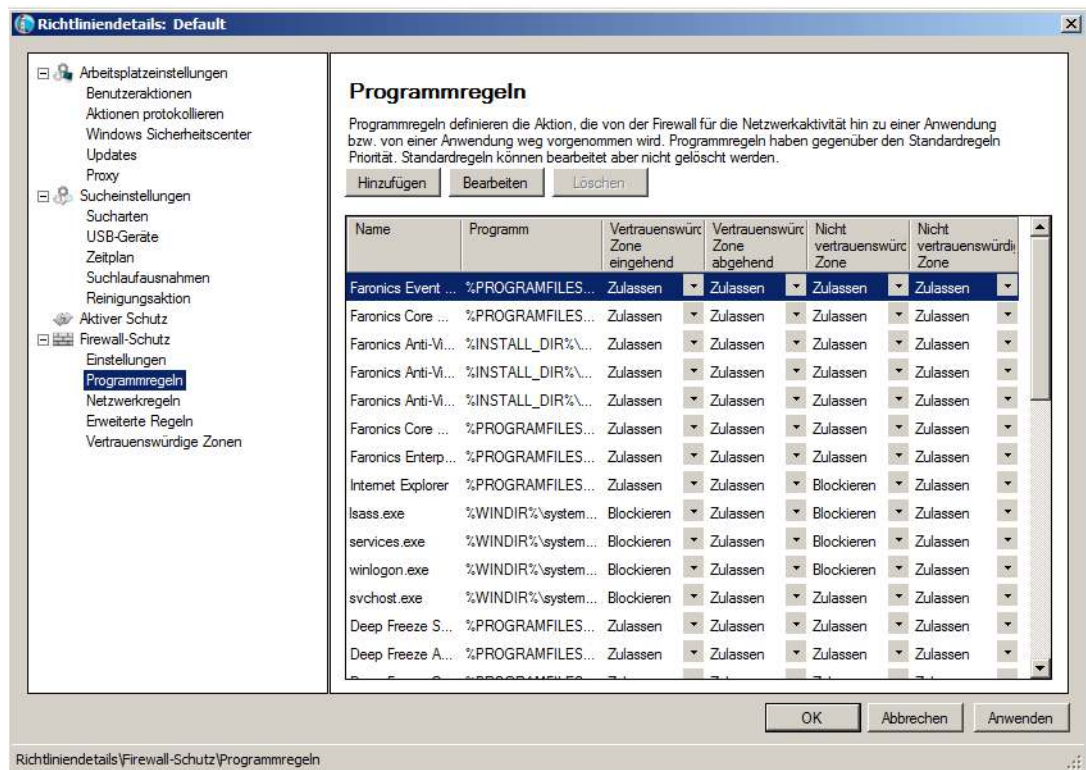 Richtliniendetails: Default
Arbeitsplatzeinstellungen
Benutzeraktionen
Aktionen protokollieren
Windows Sicherheitscenter
Updates
Proxy
Sucheinstellungen
Sucharten
USB-Geräte
Zeitplan
Suchlaufausnahmen
Reinigungsaktion
Aktiver Schutz
Firewall-Schutz
Einstellungen
Programmregeln
Netzwerkregeln
Erweiterte Regeln
Vertrauenswürdige Zonen
Programmregeln
Programmregeln definieren die Aktion, die von der Firewall für die Netzwerkaktivität hin zu einer Anwendung
bzw. von einer Anwendung weg vorgenommen wird. Programmregeln haben gegenüber den Standardregeln
Priorität. Standardregeln können bearbeitet aber nicht gelöscht werden.
Hinzufügen Bearbeiten Löschen
Name Programm Vertrauenswürd Vertrauenswürd Nicht Nicht
Zone Zone vertrauenswürd vertrauenswürdi
eingehend abgehend Zone Zone
Faronics Event ... %PROGRAMFILES... Zulassen Zulassen Zulassen Zulassen
Faronics Core ... %PROGRAMFILES... Zulassen Zulassen Zulassen Zulassen
Faronics Anti-Vi... %INSTALL_DIR%\... Zulassen Zulassen Zulassen Zulassen
Faronics Anti-Vi... %INSTALL_DIR%\... Zulassen Zulassen Zulassen Zulassen
Faronics Anti-Vi... %INSTALL_DIR%\... Zulassen Zulassen Zulassen Zulassen
Faronics Core ... %PROGRAMFILES... Zulassen Zulassen Zulassen Zulassen
Faronics Enterp... %PROGRAMFILES... Zulassen Zulassen Zulassen Zulassen
Internet Explorer %PROGRAMFILES... Zulassen Zulassen Blockieren Zulassen
lsass.exe %WINDIR%\system... Blockieren Zulassen Blockieren Zulassen
services.exe %WINDIR%\system... Blockieren Zulassen Blockieren Zulassen
winlogon.exe %WINDIR%\system... Blockieren Zulassen Blockieren Zulassen
svchost.exe %WINDIR%\system... Blockieren Zulassen Zulassen Zulassen
Deep Freeze S... %PROGRAMFILES... Zulassen Zulassen Zulassen Zulassen
Deep Freeze A... %PROGRAMFILES... Zulassen Zulassen Zulassen Zulassen
OK Abbrechen Anwenden
Richtliniendetails\Firewall-Schutz\Programmregeln